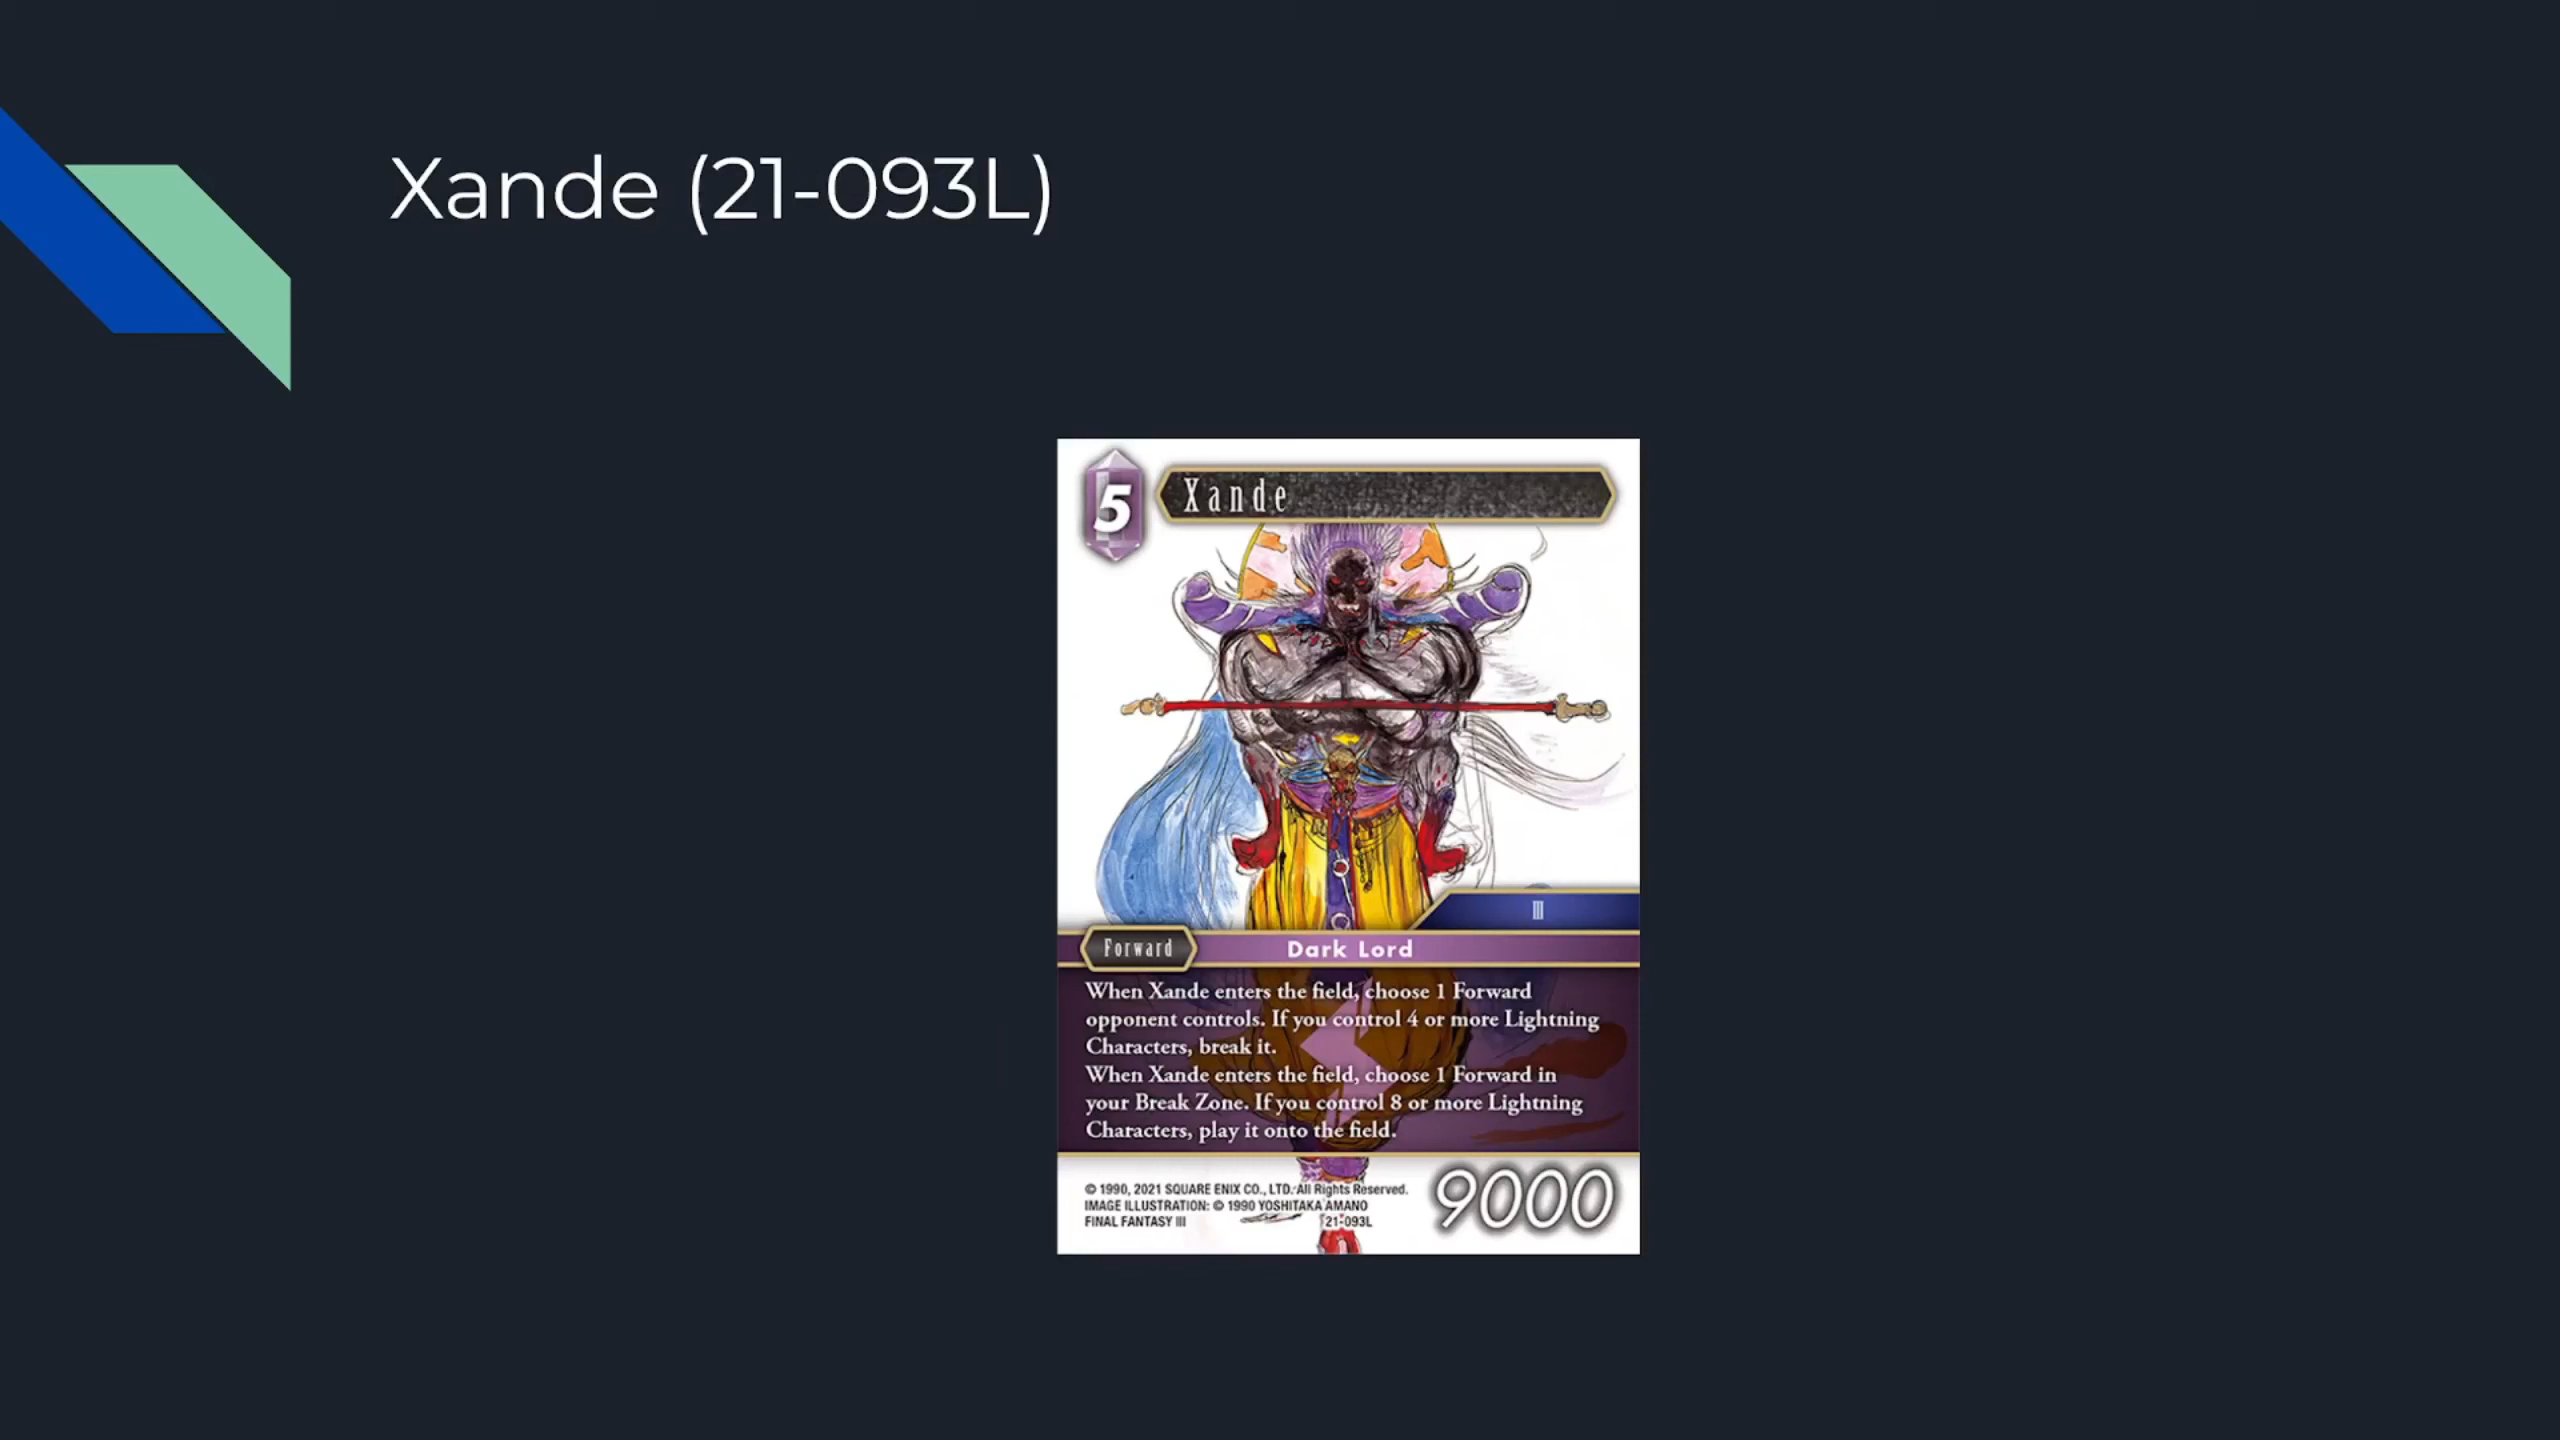 Xande (21-093L)
5
Xande
III
Forward
Dark Lord
When Xande enters the field, choose 1 Forward
opponent controls. If you control 4 or more Lightning
Characters, break it.
When Xande enters the field, choose 1 Forward in
your Break Zone. If you control 8 or more Lightning
Characters, play it onto the field.
© 1990, 2021 SQUARE ENIX CO., LTD. All Rights Reserved.
IMAGE ILLUSTRATION: © 1990 YOSHITAKA AMANO
FINAL FANTASY III
21-093L
9000